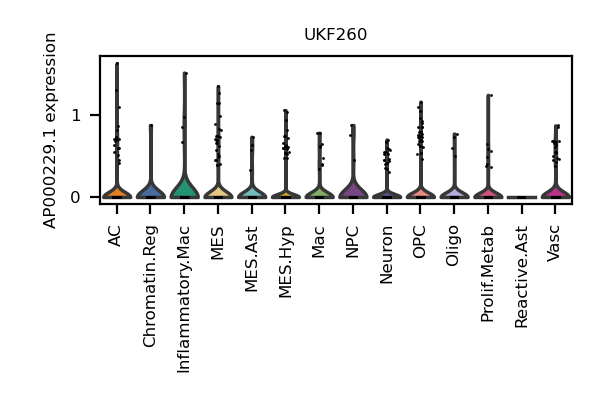 UKF260
AP000229.1 expression
1
0
AC
Chromatin.Reg
Inflammatory.Mac
MES
MES.Ast
MES.Hyp
Mac
NPC
Neuron
OPC
Oligo
Prolif.Metab
Reactive.Ast
Vasc